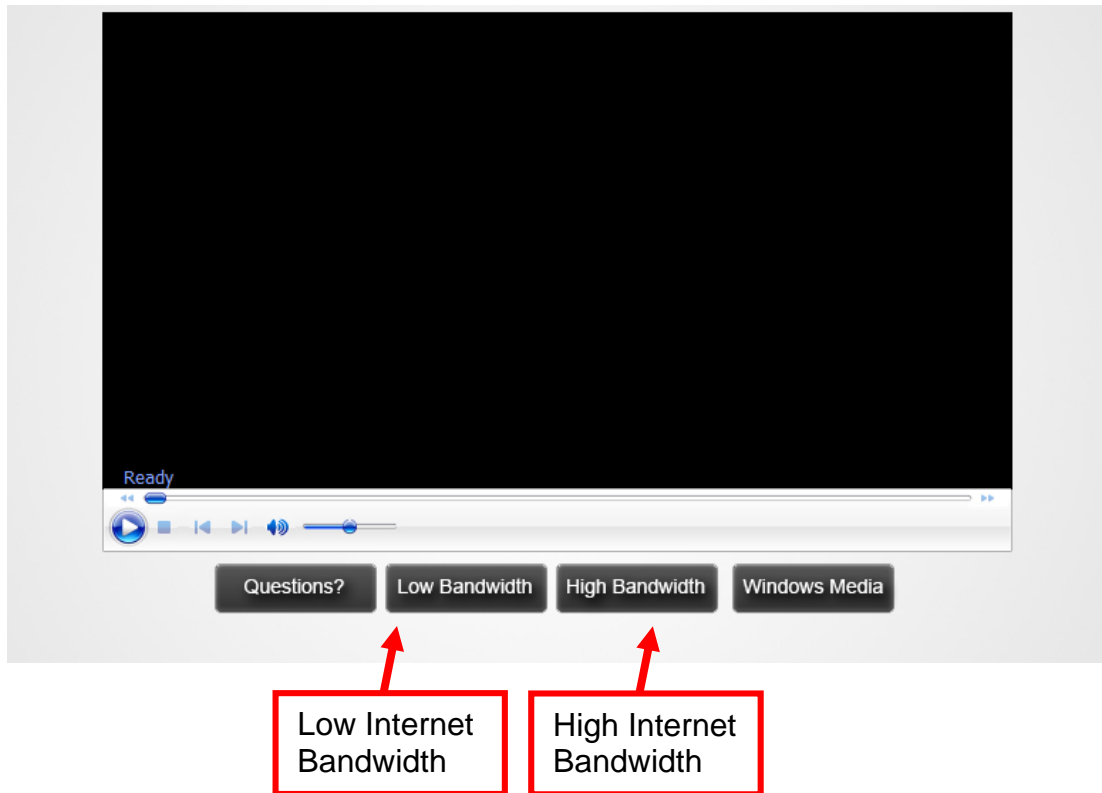 Ready
Questions?
Low Bandwidth
High Bandwidth
Windows Media
Low Internet
Bandwidth
High Internet
Bandwidth